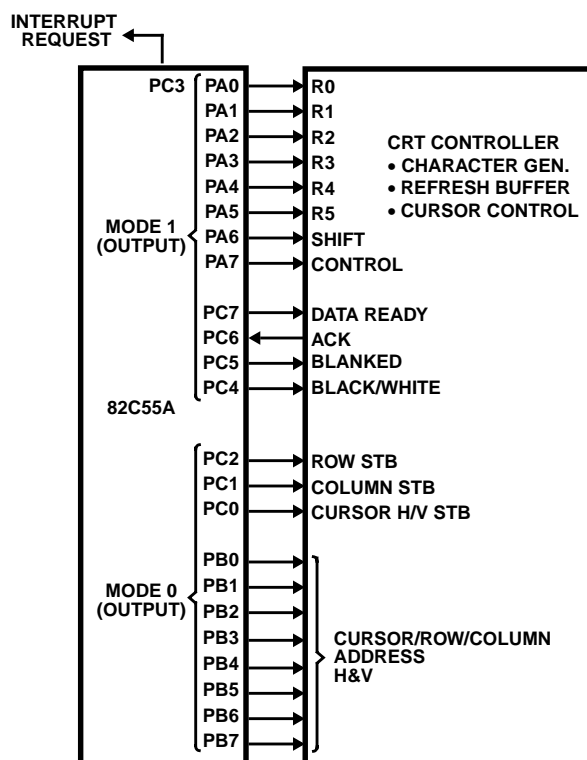 INTERRUPT
REQUEST
PC3 PA0 R0
PA1 R1
PA2 R2
PA3 R3
PA4 R4
PA5 R5
PA6 SHIFT
PA7 CONTROL
CRT CONTROLLER
• CHARACTER GEN.
• REFRESH BUFFER
• CURSOR CONTROL
MODE 1
(OUTPUT)
PC7 DATA READY
PC6 ACK
PC5 BLANKED
PC4 BLACK/WHITE
82C55A
PC2 ROW STB
PC1 COLUMN STB
PC0 CURSOR H/V STB
MODE 0
(OUTPUT)
PB0
PB1
PB2
PB3
PB4
PB5
PB6
PB7
CURSOR/ROW/COLUMN
ADDRESS
H&V